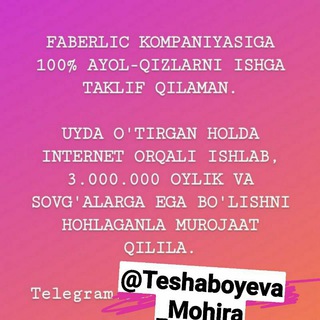 FABERLIC KOMPANIYASIGA
100% AYOL-QIZLARNI ISHGA
TAKLIF QILAMAN.
UYDA O'TIRGAN HOLDA
INTERNET ORQALI ISHLAB,
3.000.000 OYLIK VA
SOVG'ALARGA EGA BO'LISHNI
HOHLAGANLA MUROJAAT
QILILA.
Telegram @Teshaboyeva
_Mohira